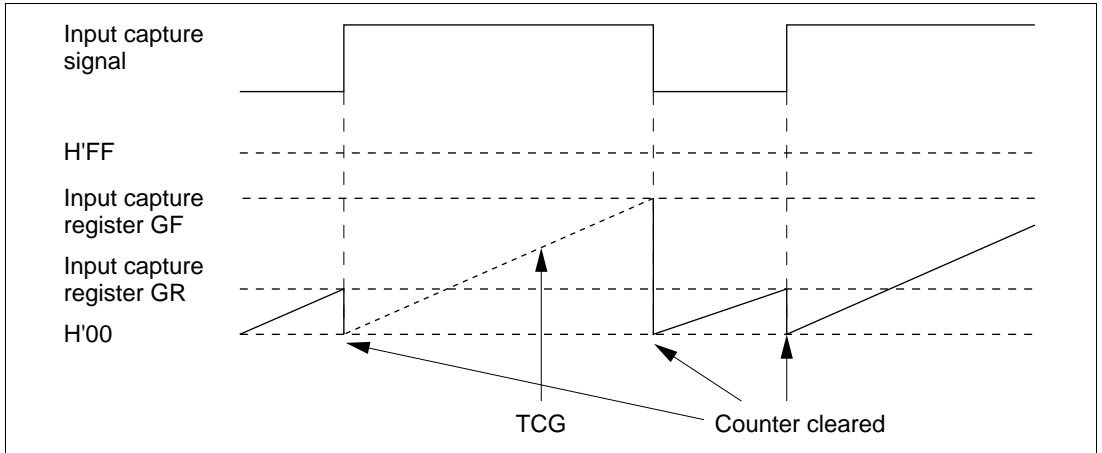 Input capture
signal
H'FF
Input capture
register GF
Input capture
register GR
H'00
TCG
Counter cleared